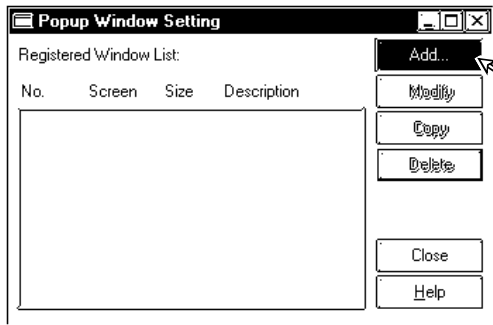 Popup Window Setting
Registered Window List:
No. Screen Size Description
Add...
Modify
Copy
Delete
Close
Help